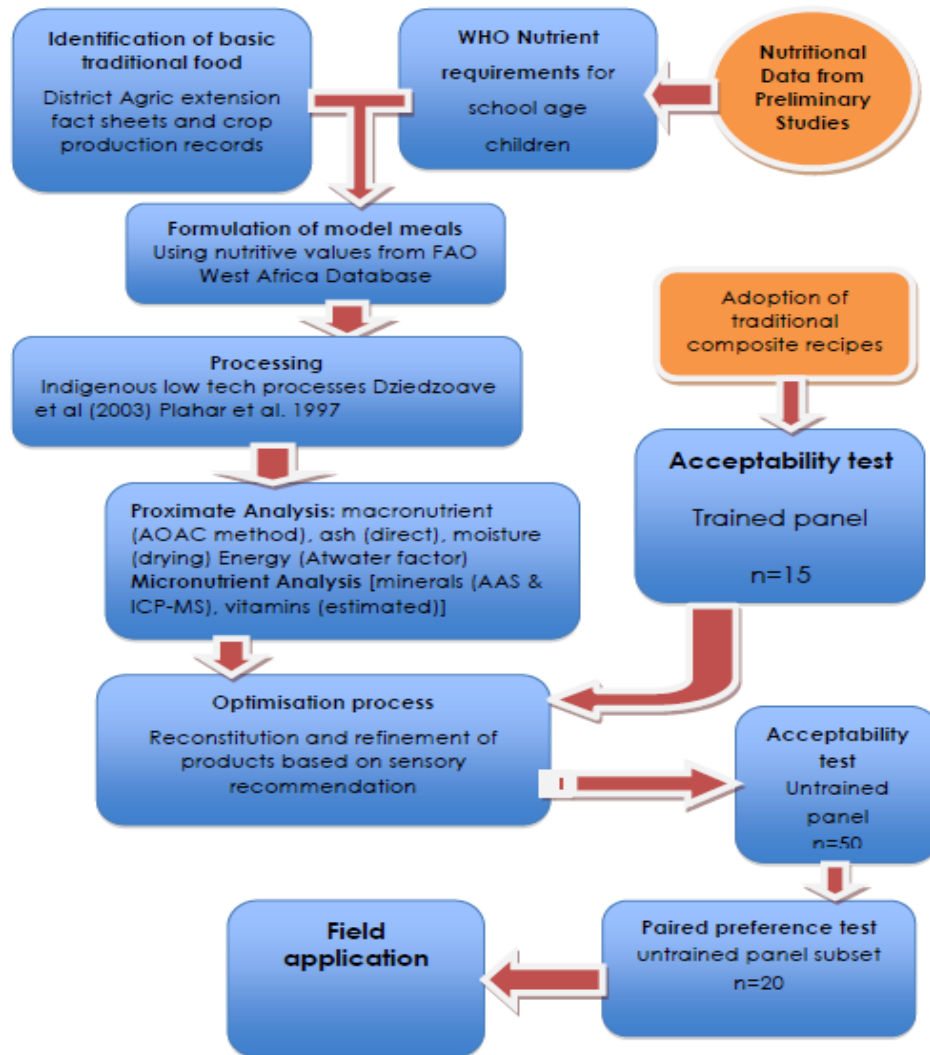 Identification of basic
traditional food
District Agric extension
fact sheets and crop
production records
WHO Nutrient
requirements for
school age
children
Nutritional
Data from
Preliminary
Studies
Formulation of model meals
Using nutritive values from FAO
West Africa Database
Adoption of
traditional
composite recipes
Processing
Indigenous low tech processes Dziedzoave
et al (2003) Plahar et al. 1997
Acceptability test
Trained panel
n=15
Proximate Analysis: macronutrient
(AOAC method), ash (direct), moisture
(drying) Energy (Atwater factor)
Micronutrient Analysis [minerals (AAS &
ICP-MS), vitamins (estimated)]
Optimisation process
Reconstitution and refinement of
products based on sensory
recommendation
Acceptability
test
Untrained
panel
n=50
Paired preference test
untrained panel subset
n=20
Field
application